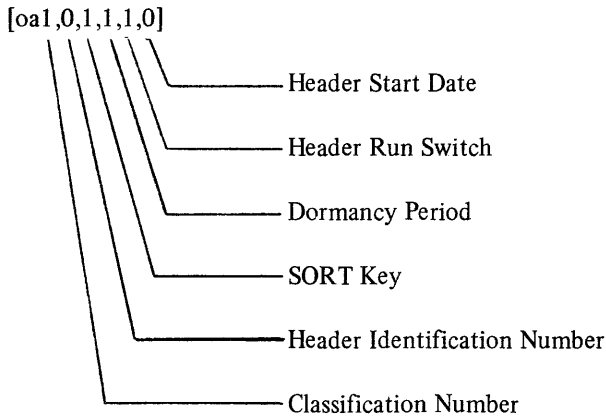 [oa1,0,1,1,1,0]
Header Start Date
Header Run Switch
Dormancy Period
SORT Key
Header Identification Number
Classification Number